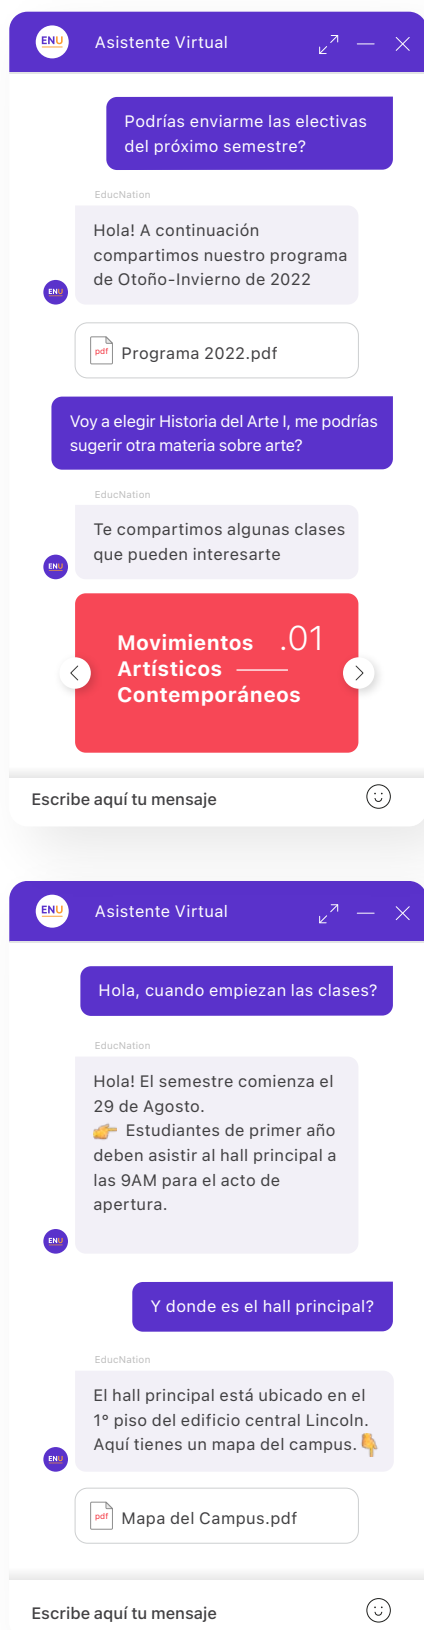 ENU
Asistente Virtual
Podrías enviarme las electivas
del próximo semestre?
EducNation
Hola! A continuación
compartimos nuestro programa
de Otoño-Invierno de 2022
ENU
pdf Programa 2022.pdf
Voy a elegir Historia del Arte I, me podrías
sugerir otra materia sobre arte?
EducNation
Te compartimos algunas clases
que pueden interesarte
ENU
Movimientos .01
Artísticos
Contemporáneos
Escribe aquí tu mensaje
ENU
Asistente Virtual
Hola, cuando empiezan las clases?
EducNation
Hola! El semestre comienza el
29 de Agosto.
👉 Estudiantes de primer año
deben asistir al hall principal a
las 9AM para el acto de
apertura.
ENU
Y donde es el hall principal?
EducNation
El hall principal está ubicado en el
1° piso del edificio central Lincoln.
Aquí tienes un mapa del campus.👇
ENU
pdf Mapa del Campus.pdf
Escribe aquí tu mensaje